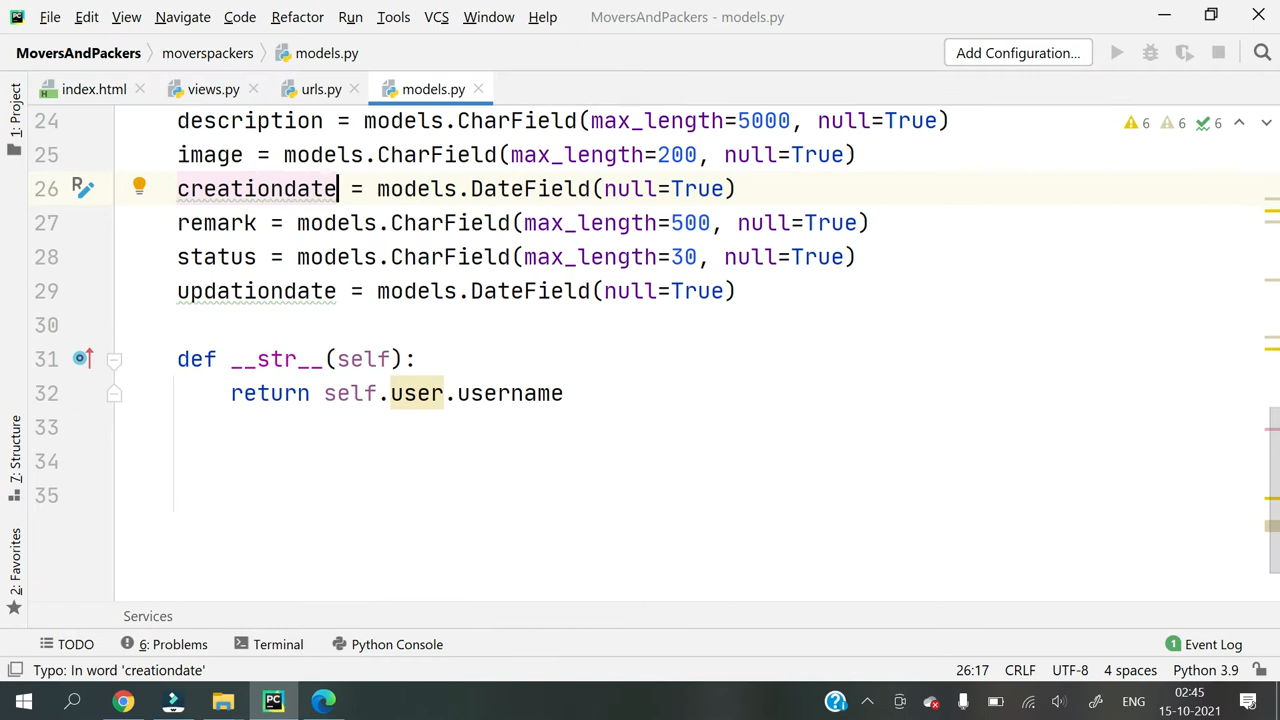 File Edit View Navigate Code Refactor Run Tools VCS Window Help MoversAndPackers - models.py
MoversAndPackers moverspackers models.py Add Configuration...
index.html views.py urls.py models.py
1: Project
7: Structure
2: Favorites
24 description = models.CharField(max_length=5000, null=True)
6 6 6
25 image = models.CharField(max_length=200, null=True)
26 creationdate = models.DateField(null=True)
27 remark = models.CharField(max_length=500, null=True)
28 status = models.CharField(max_length=30, null=True)
29 updationdate = models.DateField(null=True)
30
31 def __str__(self):
32 return self.user.username
33
34
35
Services
TODO 6: Problems Terminal Python Console 1 Event Log
Typo: In word 'creationdate' 26:17 CRLF UTF-8 4 spaces Python 3.9
ENG 02:45
15-10-2021